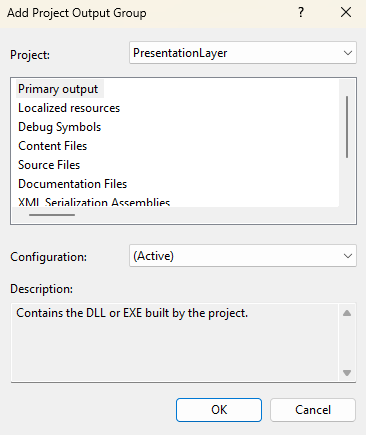 Add Project Output Group
?
Project:
PresentationLayer
Primary output
Localized resources
Debug Symbols
Content Files
Source Files
Documentation Files
XML Serialization Assemblies
Configuration:
(Active)
Description:
Contains the DLL or EXE built by the project.
OK
Cancel